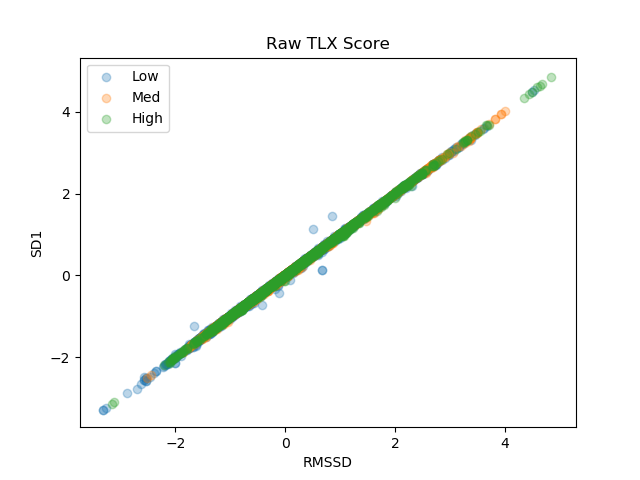 Raw TLX Score
Low
Med
High
SD1
4
2
0
−2
−2 0 2 4
RMSSD